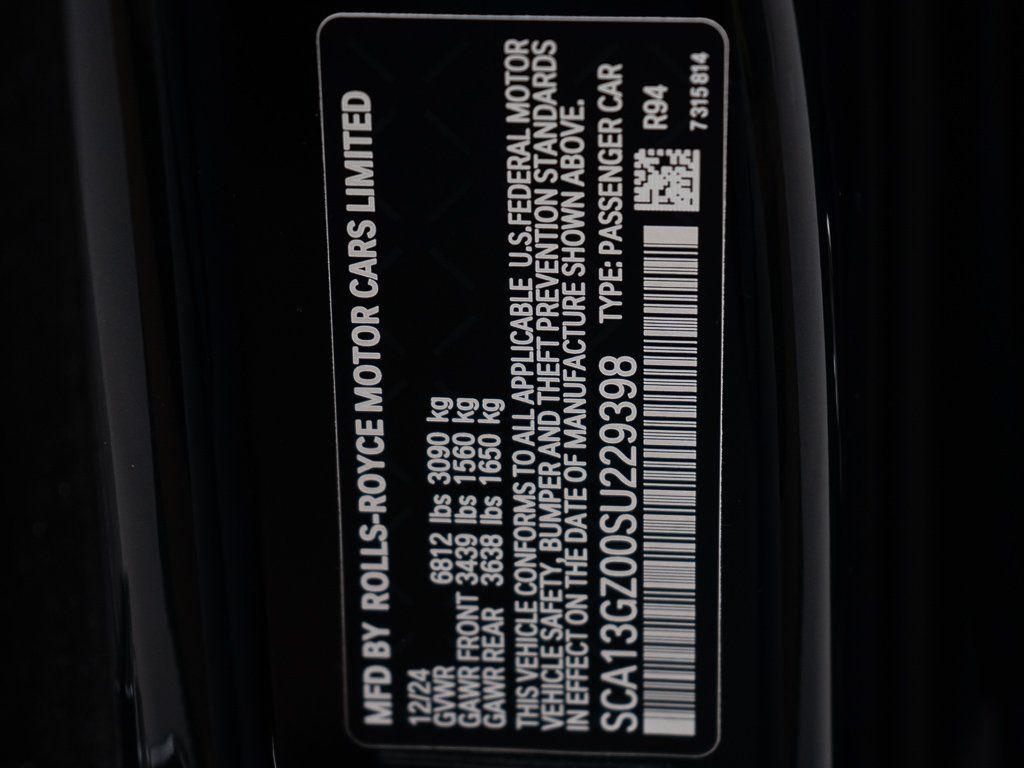 MFD BY ROLLS-ROYCE MOTOR CARS LIMITED
12/24
GVWR 6812 lbs 3090 kg
GAWR FRONT 3439 lbs 1560 kg
GAWR REAR 3638 lbs 1650 kg
THIS VEHICLE CONFORMS TO ALL APPLICABLE U.S.FEDERAL MOTOR
VEHICLE SAFETY, BUMPER AND THEFT PREVENTION STANDARDS
IN EFFECT ON THE DATE OF MANUFACTURE SHOWN ABOVE.
SCA13GZ00SU229398 TYPE: PASSENGER CAR
R94
7315814